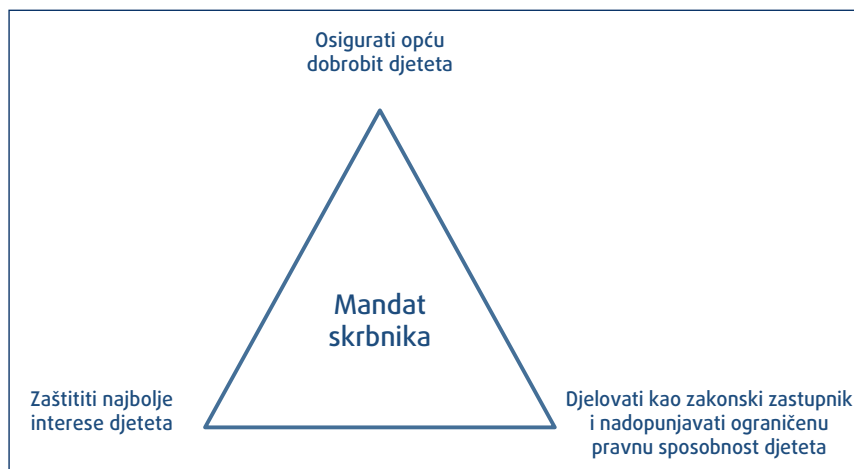 Osigurati opću
dobrobit djeteta
Mandat
skrbnika
Zaštititi najbolje
interese djeteta
Djelovati kao zakonski zastupnik
i nadopunjavati ograničenu
pravnu sposobnost djeteta